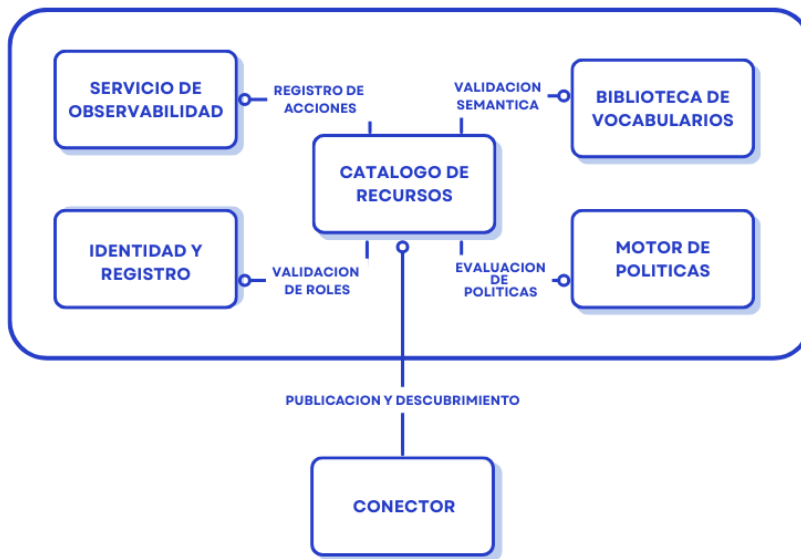 SERVICIO DE
OBSERVABILIDAD
REGISTRO DE
ACCIONES
VALIDACION
SEMANTICA
BIBLIOTECA DE
VOCABULARIOS
CATALOGO DE
RECURSOS
IDENTIDAD Y
REGISTRO
VALIDACION
DE ROLES
EVALUACION
DE
POLITICAS
MOTOR DE
POLITICAS
PUBLICACION Y DESCUBRIMIENTO
CONECTOR